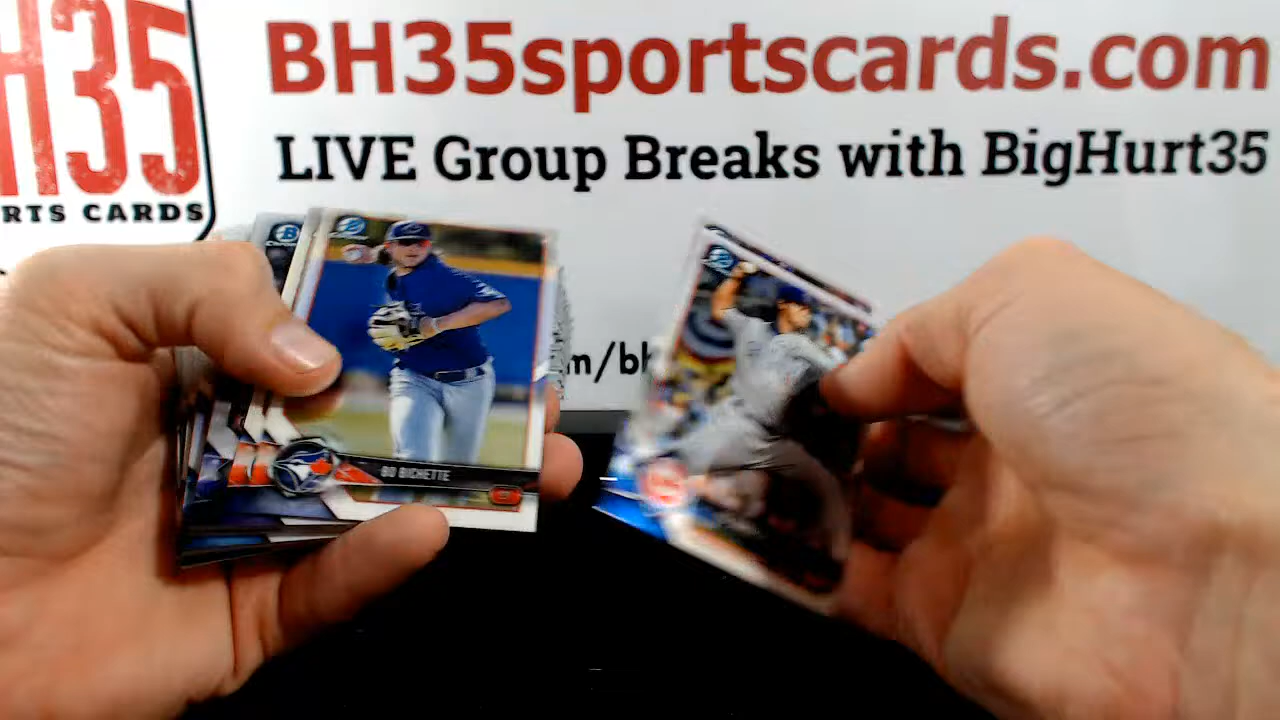 H35
BH35sportscards.com
LIVE Group Breaks with BigHurt35
RTS CARDS
m/bh
BO BICHETTE